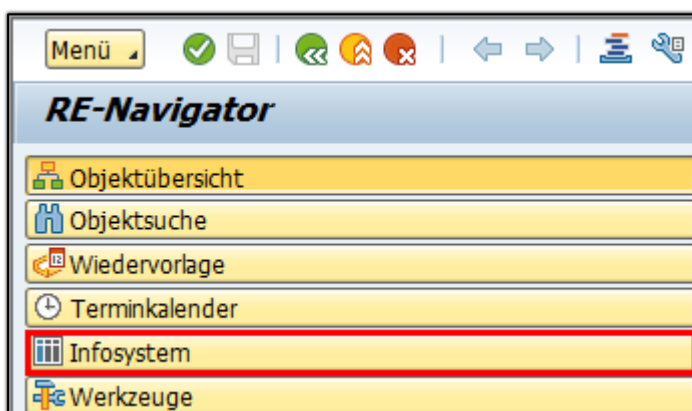 Menü
RE-Navigator
Objektübersicht
Objektsuche
Wiedervorlage
Terminkalender
Infosystem
Werkzeuge